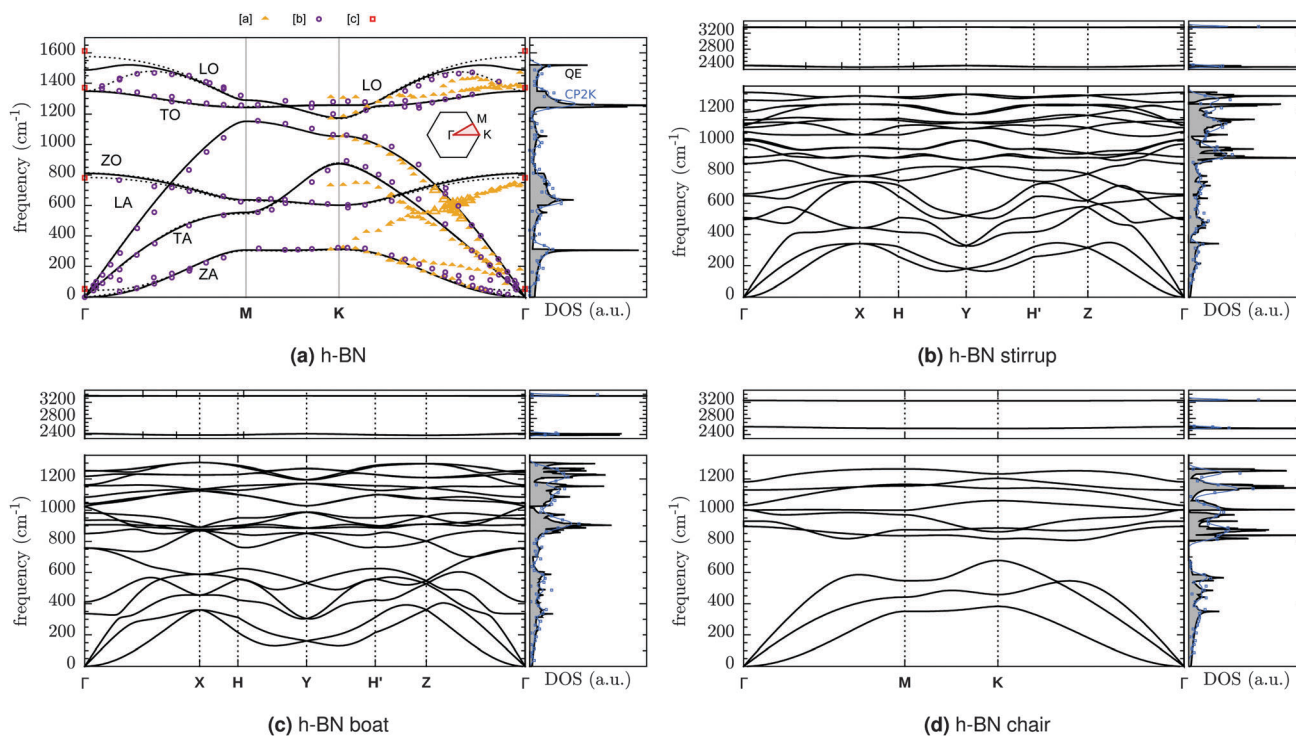 [a] [b] [c]
1600
1400
1200
1000
800
600
400
200
0
frequency (cm⁻¹)
LO
TO
ZO
LA
TA
ZA
LO
Γ
M
K
QE
CP2K
Γ M K Γ
DOS (a.u.)
(a) h-BN
3200
2800
2400
1200
1000
800
600
400
200
0
frequency (cm⁻¹)
Γ X H Y H' Z Γ
DOS (a.u.)
(b) h-BN stirrup
3200
2800
2400
1200
1000
800
600
400
200
0
frequency (cm⁻¹)
Γ X H Y H' Z Γ
DOS (a.u.)
(c) h-BN boat
3200
2800
2400
1200
1000
800
600
400
200
0
frequency (cm⁻¹)
Γ M K Γ
DOS (a.u.)
(d) h-BN chair